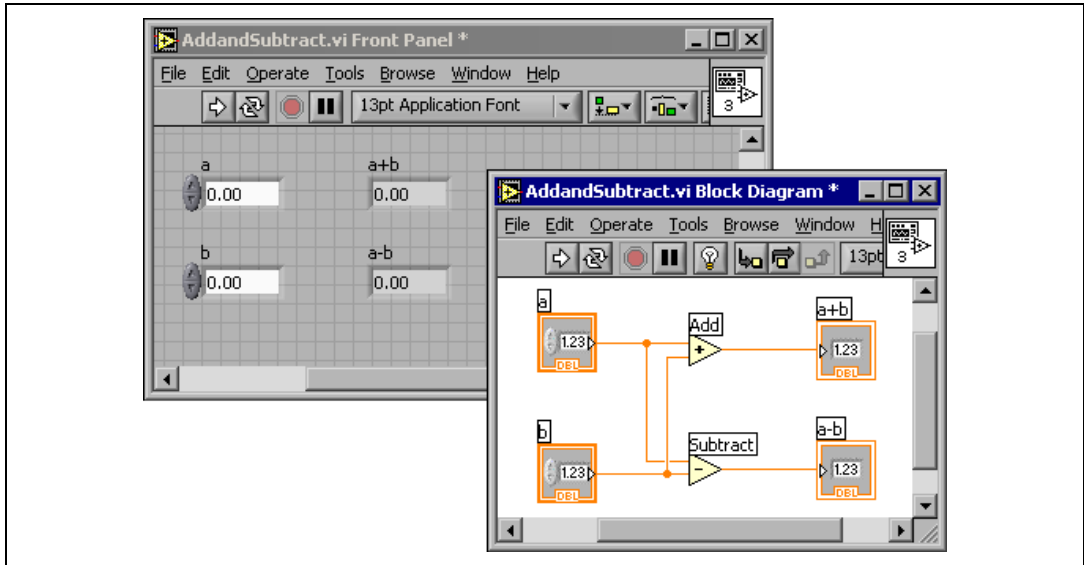 AddandSubtract.vi Front Panel *
File Edit Operate Tools Browse Window Help
13pt Application Font
3
a
0.00
a+b
0.00
b
0.00
a-b
0.00
AddandSubtract.vi Block Diagram *
File Edit Operate Tools Browse Window H
13pt
3
a
1.23
DBL
Add
+
a+b
1.23
DBL
b
1.23
DBL
Subtract
-
a-b
1.23
DBL